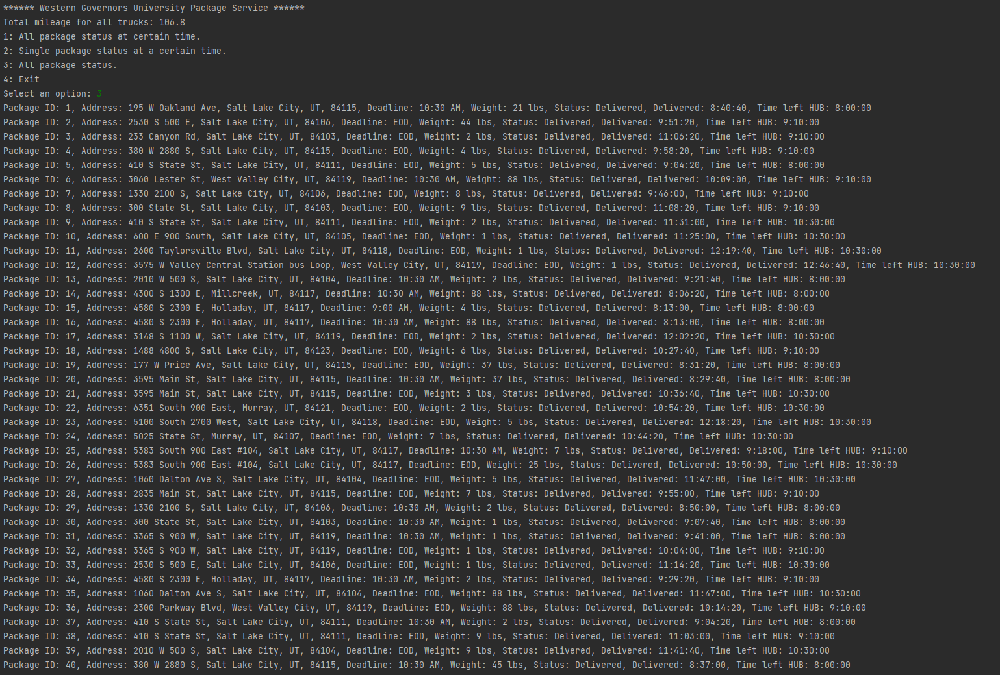 ****** Western Governors University Package Service ******
Total mileage for all trucks: 106.8
1: All package status at certain time.
2: Single package status at a certain time.
3: All package status.
4: Exit
Select an option: 3
Package ID: 1, Address: 195 W Oakland Ave, Salt Lake City, UT, 84115, Deadline: 10:30 AM, Weight: 21 lbs, Status: Delivered, Delivered: 8:40:40, Time left HUB: 8:00:00
Package ID: 2, Address: 2530 S 500 E, Salt Lake City, UT, 84106, Deadline: EOD, Weight: 44 lbs, Status: Delivered, Delivered: 9:51:20, Time left HUB: 9:10:00
Package ID: 3, Address: 233 Canyon Rd, Salt Lake City, UT, 84103, Deadline: EOD, Weight: 2 lbs, Status: Delivered, Delivered: 11:06:20, Time left HUB: 9:10:00
Package ID: 4, Address: 380 W 2880 S, Salt Lake City, UT, 84115, Deadline: EOD, Weight: 4 lbs, Status: Delivered, Delivered: 9:58:20, Time left HUB: 9:10:00
Package ID: 5, Address: 410 S State St, Salt Lake City, UT, 84111, Deadline: EOD, Weight: 5 lbs, Status: Delivered, Delivered: 9:04:20, Time left HUB: 8:00:00
Package ID: 6, Address: 3060 Lester St, West Valley City, UT, 84119, Deadline: 10:30 AM, Weight: 88 lbs, Status: Delivered, Delivered: 10:09:00, Time left HUB: 9:10:00
Package ID: 7, Address: 1330 2100 S, Salt Lake City, UT, 84106, Deadline: EOD, Weight: 8 lbs, Status: Delivered, Delivered: 9:46:00, Time left HUB: 9:10:00
Package ID: 8, Address: 300 State St, Salt Lake City, UT, 84103, Deadline: EOD, Weight: 9 lbs, Status: Delivered, Delivered: 11:08:20, Time left HUB: 9:10:00
Package ID: 9, Address: 410 S State St, Salt Lake City, UT, 84111, Deadline: EOD, Weight: 2 lbs, Status: Delivered, Delivered: 11:31:00, Time left HUB: 10:30:00
Package ID: 10, Address: 600 E 900 South, Salt Lake City, UT, 84105, Deadline: EOD, Weight: 1 lbs, Status: Delivered, Delivered: 11:25:00, Time left HUB: 10:30:00
Package ID: 11, Address: 2600 Taylorsville Blvd, Salt Lake City, UT, 84118, Deadline: EOD, Weight: 1 lbs, Status: Delivered, Delivered: 12:19:40, Time left HUB: 10:30:00
Package ID: 12, Address: 3575 W Valley Central Station bus Loop, West Valley City, UT, 84119, Deadline: EOD, Weight: 1 lbs, Status: Delivered, Delivered: 12:46:40, Time left HUB: 10:30:00
Package ID: 13, Address: 2010 W 500 S, Salt Lake City, UT, 84104, Deadline: 10:30 AM, Weight: 2 lbs, Status: Delivered, Delivered: 9:21:40, Time left HUB: 8:00:00
Package ID: 14, Address: 4300 S 1300 E, Millcreek, UT, 84117, Deadline: 10:30 AM, Weight: 88 lbs, Status: Delivered, Delivered: 8:06:20, Time left HUB: 8:00:00
Package ID: 15, Address: 4580 S 2300 E, Holladay, UT, 84117, Deadline: 9:00 AM, Weight: 4 lbs, Status: Delivered, Delivered: 8:13:00, Time left HUB: 8:00:00
Package ID: 16, Address: 4580 S 2300 E, Holladay, UT, 84117, Deadline: 10:30 AM, Weight: 88 lbs, Status: Delivered, Delivered: 8:13:00, Time left HUB: 8:00:00
Package ID: 17, Address: 3148 S 1100 W, Salt Lake City, UT, 84119, Deadline: EOD, Weight: 2 lbs, Status: Delivered, Delivered: 12:02:20, Time left HUB: 10:30:00
Package ID: 18, Address: 1488 4800 S, Salt Lake City, UT, 84123, Deadline: EOD, Weight: 6 lbs, Status: Delivered, Delivered: 10:27:40, Time left HUB: 9:10:00
Package ID: 19, Address: 177 W Price Ave, Salt Lake City, UT, 84115, Deadline: EOD, Weight: 37 lbs, Status: Delivered, Delivered: 8:31:20, Time left HUB: 8:00:00
Package ID: 20, Address: 3595 Main St, Salt Lake City, UT, 84115, Deadline: 10:30 AM, Weight: 37 lbs, Status: Delivered, Delivered: 8:29:40, Time left HUB: 8:00:00
Package ID: 21, Address: 3595 Main St, Salt Lake City, UT, 84115, Deadline: EOD, Weight: 3 lbs, Status: Delivered, Delivered: 10:36:40, Time left HUB: 10:30:00
Package ID: 22, Address: 6351 South 900 East, Murray, UT, 84121, Deadline: EOD, Weight: 2 lbs, Status: Delivered, Delivered: 10:54:20, Time left HUB: 10:30:00
Package ID: 23, Address: 5100 South 2700 West, Salt Lake City, UT, 84118, Deadline: EOD, Weight: 5 lbs, Status: Delivered, Delivered: 12:18:20, Time left HUB: 10:30:00
Package ID: 24, Address: 5025 State St, Murray, UT, 84107, Deadline: EOD, Weight: 7 lbs, Status: Delivered, Delivered: 10:44:20, Time left HUB: 10:30:00
Package ID: 25, Address: 5383 South 900 East #104, Salt Lake City, UT, 84117, Deadline: 10:30 AM, Weight: 7 lbs, Status: Delivered, Delivered: 9:18:00, Time left HUB: 9:10:00
Package ID: 26, Address: 5383 South 900 East #104, Salt Lake City, UT, 84117, Deadline: EOD, Weight: 25 lbs, Status: Delivered, Delivered: 10:50:00, Time left HUB: 10:30:00
Package ID: 27, Address: 1060 Dalton Ave S, Salt Lake City, UT, 84104, Deadline: EOD, Weight: 5 lbs, Status: Delivered, Delivered: 11:47:00, Time left HUB: 10:30:00
Package ID: 28, Address: 2835 Main St, Salt Lake City, UT, 84115, Deadline: EOD, Weight: 7 lbs, Status: Delivered, Delivered: 9:55:00, Time left HUB: 9:10:00
Package ID: 29, Address: 1330 2100 S, Salt Lake City, UT, 84106, Deadline: 10:30 AM, Weight: 2 lbs, Status: Delivered, Delivered: 8:50:00, Time left HUB: 8:00:00
Package ID: 30, Address: 300 State St, Salt Lake City, UT, 84103, Deadline: 10:30 AM, Weight: 1 lbs, Status: Delivered, Delivered: 9:07:40, Time left HUB: 8:00:00
Package ID: 31, Address: 3365 S 900 W, Salt Lake City, UT, 84119, Deadline: 10:30 AM, Weight: 1 lbs, Status: Delivered, Delivered: 9:41:00, Time left HUB: 8:00:00
Package ID: 32, Address: 3365 S 900 W, Salt Lake City, UT, 84119, Deadline: EOD, Weight: 1 lbs, Status: Delivered, Delivered: 10:04:00, Time left HUB: 9:10:00
Package ID: 33, Address: 2530 S 500 E, Salt Lake City, UT, 84106, Deadline: EOD, Weight: 1 lbs, Status: Delivered, Delivered: 11:14:20, Time left HUB: 10:30:00
Package ID: 34, Address: 4580 S 2300 E, Holladay, UT, 84117, Deadline: 10:30 AM, Weight: 2 lbs, Status: Delivered, Delivered: 9:29:20, Time left HUB: 9:10:00
Package ID: 35, Address: 1060 Dalton Ave S, Salt Lake City, UT, 84104, Deadline: EOD, Weight: 88 lbs, Status: Delivered, Delivered: 11:47:00, Time left HUB: 10:30:00
Package ID: 36, Address: 2300 Parkway Blvd, West Valley City, UT, 84119, Deadline: EOD, Weight: 88 lbs, Status: Delivered, Delivered: 10:14:20, Time left HUB: 9:10:00
Package ID: 37, Address: 410 S State St, Salt Lake City, UT, 84111, Deadline: 10:30 AM, Weight: 2 lbs, Status: Delivered, Delivered: 9:04:20, Time left HUB: 8:00:00
Package ID: 38, Address: 410 S State St, Salt Lake City, UT, 84111, Deadline: EOD, Weight: 9 lbs, Status: Delivered, Delivered: 11:03:00, Time left HUB: 9:10:00
Package ID: 39, Address: 2010 W 500 S, Salt Lake City, UT, 84104, Deadline: EOD, Weight: 9 lbs, Status: Delivered, Delivered: 11:41:40, Time left HUB: 10:30:00
Package ID: 40, Address: 380 W 2880 S, Salt Lake City, UT, 84115, Deadline: 10:30 AM, Weight: 45 lbs, Status: Delivered, Delivered: 8:37:00, Time left HUB: 8:00:00